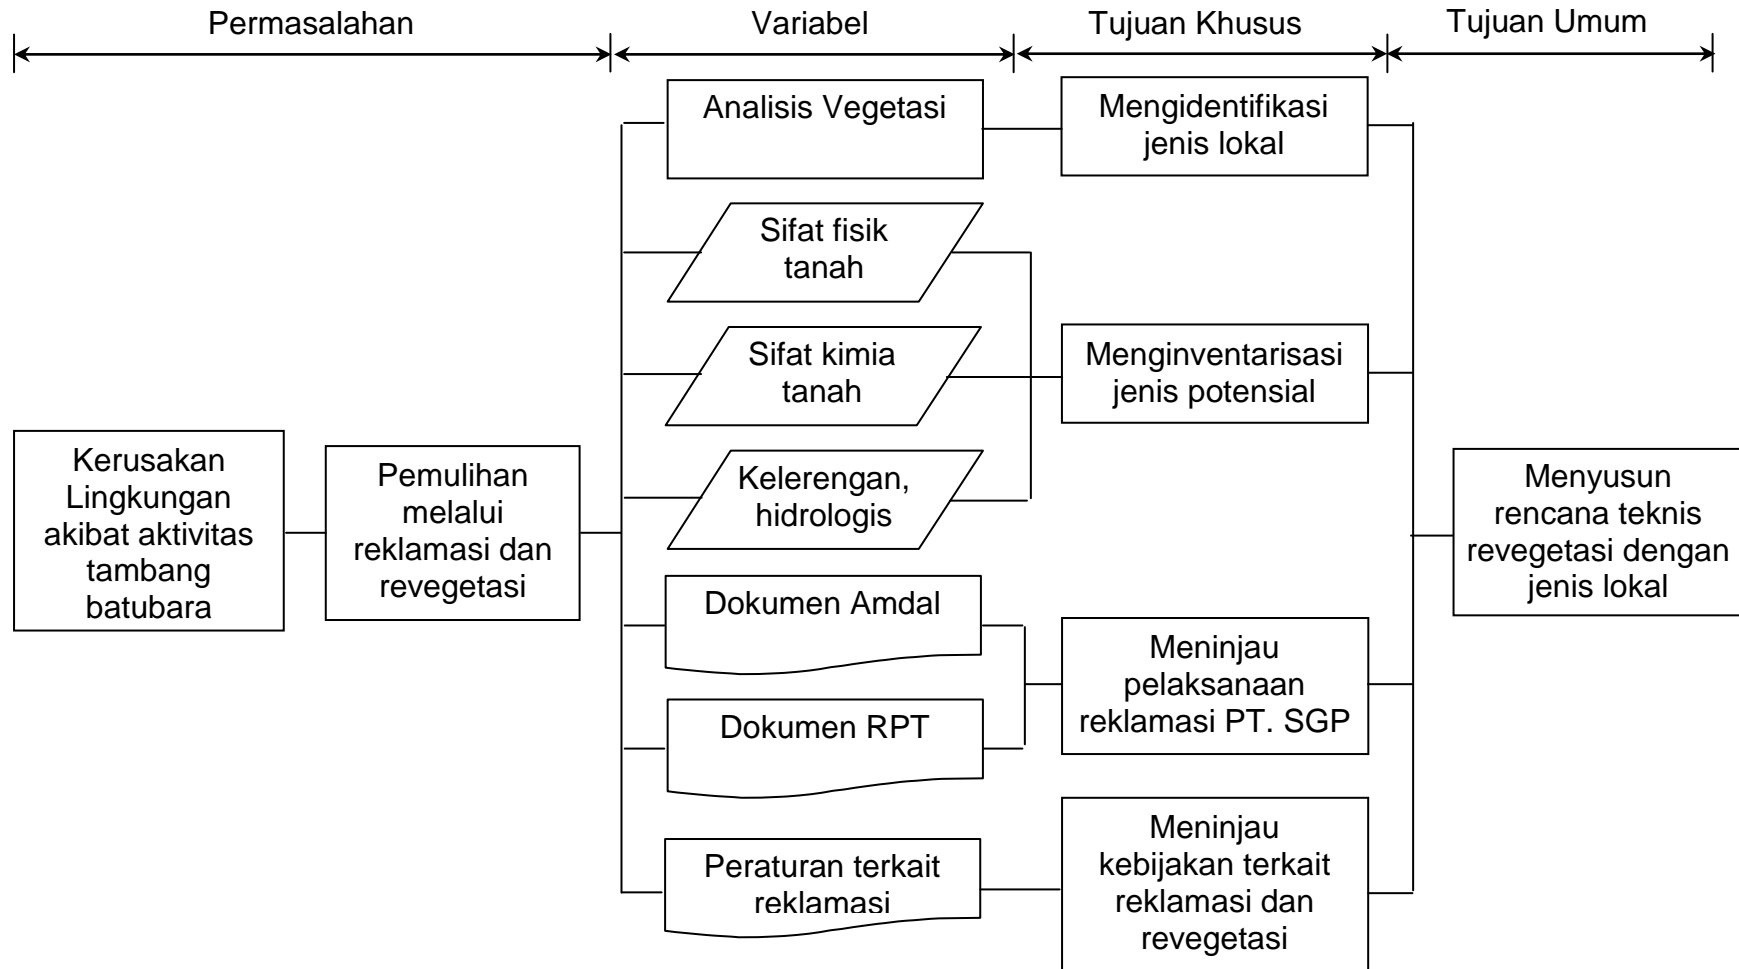 Permasalahan
Variabel
Tujuan Khusus
Tujuan Umum
Kerusakan
Lingkungan
akibat aktivitas
tambang
batubara
Pemulihan
melalui
reklamasi dan
revegetasi
Analisis Vegetasi
Sifat fisik
tanah
Sifat kimia
tanah
Kelerengan,
hidrologis
Dokumen Amdal
Dokumen RPT
Peraturan terkait
reklamasi
Mengidentifikasi
jenis lokal
Menginventarisasi
jenis potensial
Meninjau
pelaksanaan
reklamasi PT. SGP
Meninjau
kebijakan terkait
reklamasi dan
revegetasi
Menyusun
rencana teknis
revegetasi dengan
jenis lokal